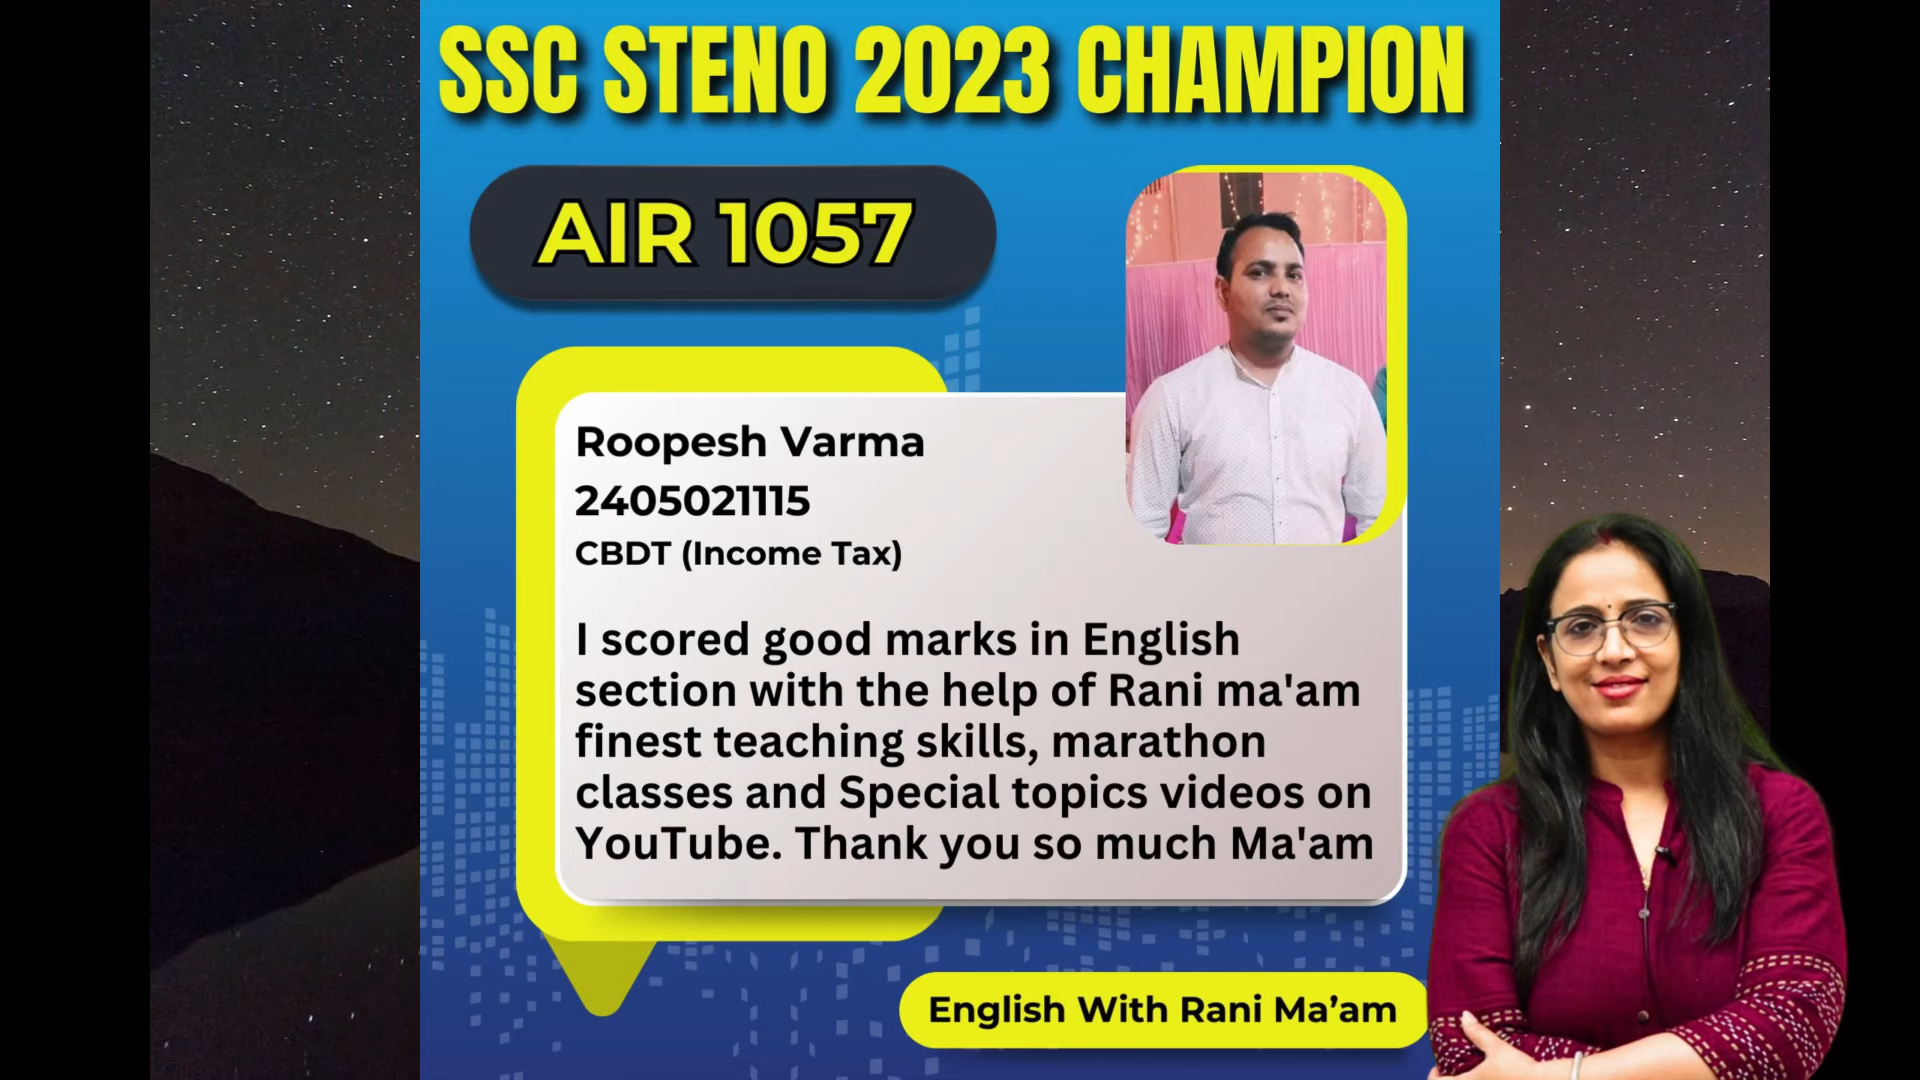 SSC STENO 2023 CHAMPION
AIR 1057
Roopesh Varma
2405021115
CBDT (Income Tax)
I scored good marks in English
section with the help of Rani ma'am
finest teaching skills, marathon
classes and Special topics videos on
YouTube. Thank you so much Ma'am
English With Rani Ma’am